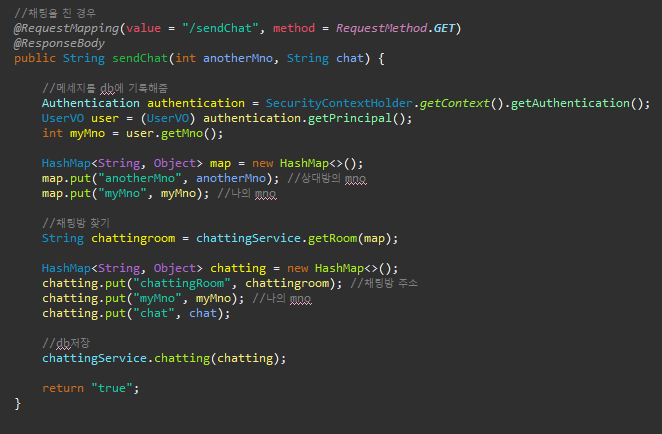 //채팅을 친 경우
@RequestMapping(value = "/sendChat", method = RequestMethod.GET)
@ResponseBody
public String sendChat(int anotherMno, String chat) {
//메세지를 db에 기록해줌
Authentication authentication = SecurityContextHolder.getContext().getAuthentication();
UserVO user = (UserVO) authentication.getPrincipal();
int myMno = user.getMno();
HashMap<String, Object> map = new HashMap<>();
map.put("anotherMno", anotherMno); //상대방의 mno
map.put("myMno", myMno); //나의 mno
//채팅방 찾기
String chattingroom = chattingService.getRoom(map);
HashMap<String, Object> chatting = new HashMap<>();
chatting.put("chattingRoom", chattingroom); //채팅방 주소
chatting.put("myMno", myMno); //나의 mno
chatting.put("chat", chat);
//db저장
chattingService.chatting(chatting);
return "true";
}